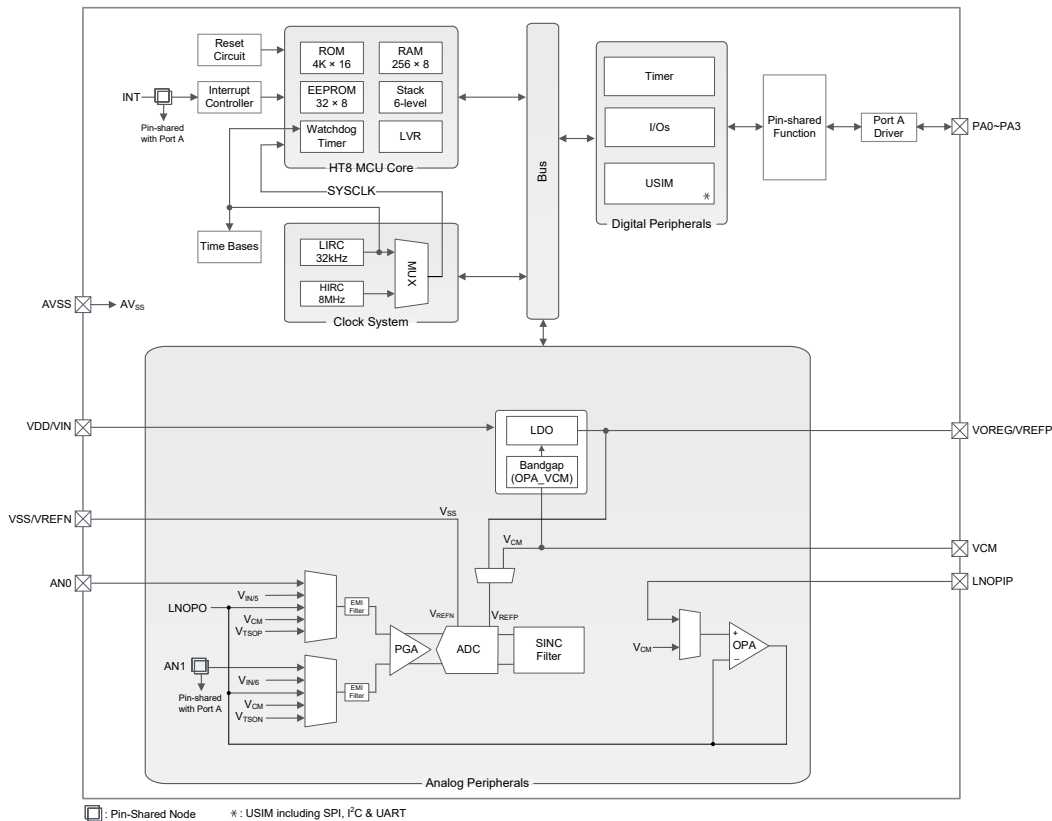 Reset
Circuit
INT
Pin-shared
with Port A
Interrupt
Controller
ROM
4K × 16
RAM
256 × 8
EEPROM
32 × 8
Stack
6-level
Watchdog
Timer
LVR
HT8 MCU Core
SYSCLK
Time Bases
LIRC
32kHz
HIRC
8MHz
MUX
Clock System
Bus
Timer
I/Os
USIM
*
Digital Peripherals
Pin-shared
Function
Port A
Driver
PA0~PA3
AVSS
AVSS
VDD/VIN
LDO
Bandgap
(OPA_VCM)
VOREG/VREFP
VSS/VREFN
VSS
VCM
VCM
AN0
LNOPIP
VIN/5
LNOPO
VCM
VTSOP
EMI
Filter
VREFN
VREFP
PGA
ADC
SINC
Filter
VCM
+
OPA
−
AN1
Pin-shared
with Port A
VIN/6
VCM
VTSON
EMI
Filter
Analog Peripherals
: Pin-Shared Node
* : USIM including SPI, I²C & UART